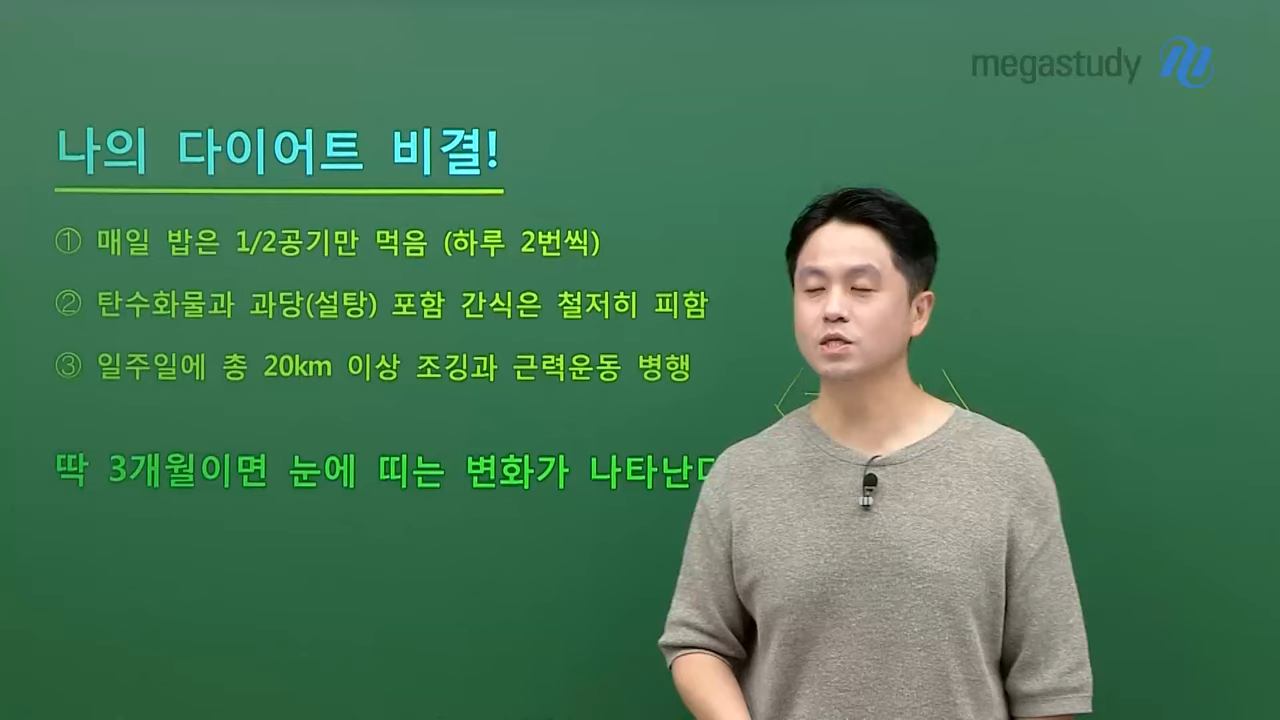 megastudy
나의 다이어트 비결!
① 매일 밥은 1/2공기만 먹음 (하루 2번씩)
② 탄수화물과 과당(설탕) 포함 간식은 철저히 피함
③ 일주일에 총 20km 이상 조깅과 근력운동 병행
딱 3개월이면 눈에 띠는 변화가 나타난